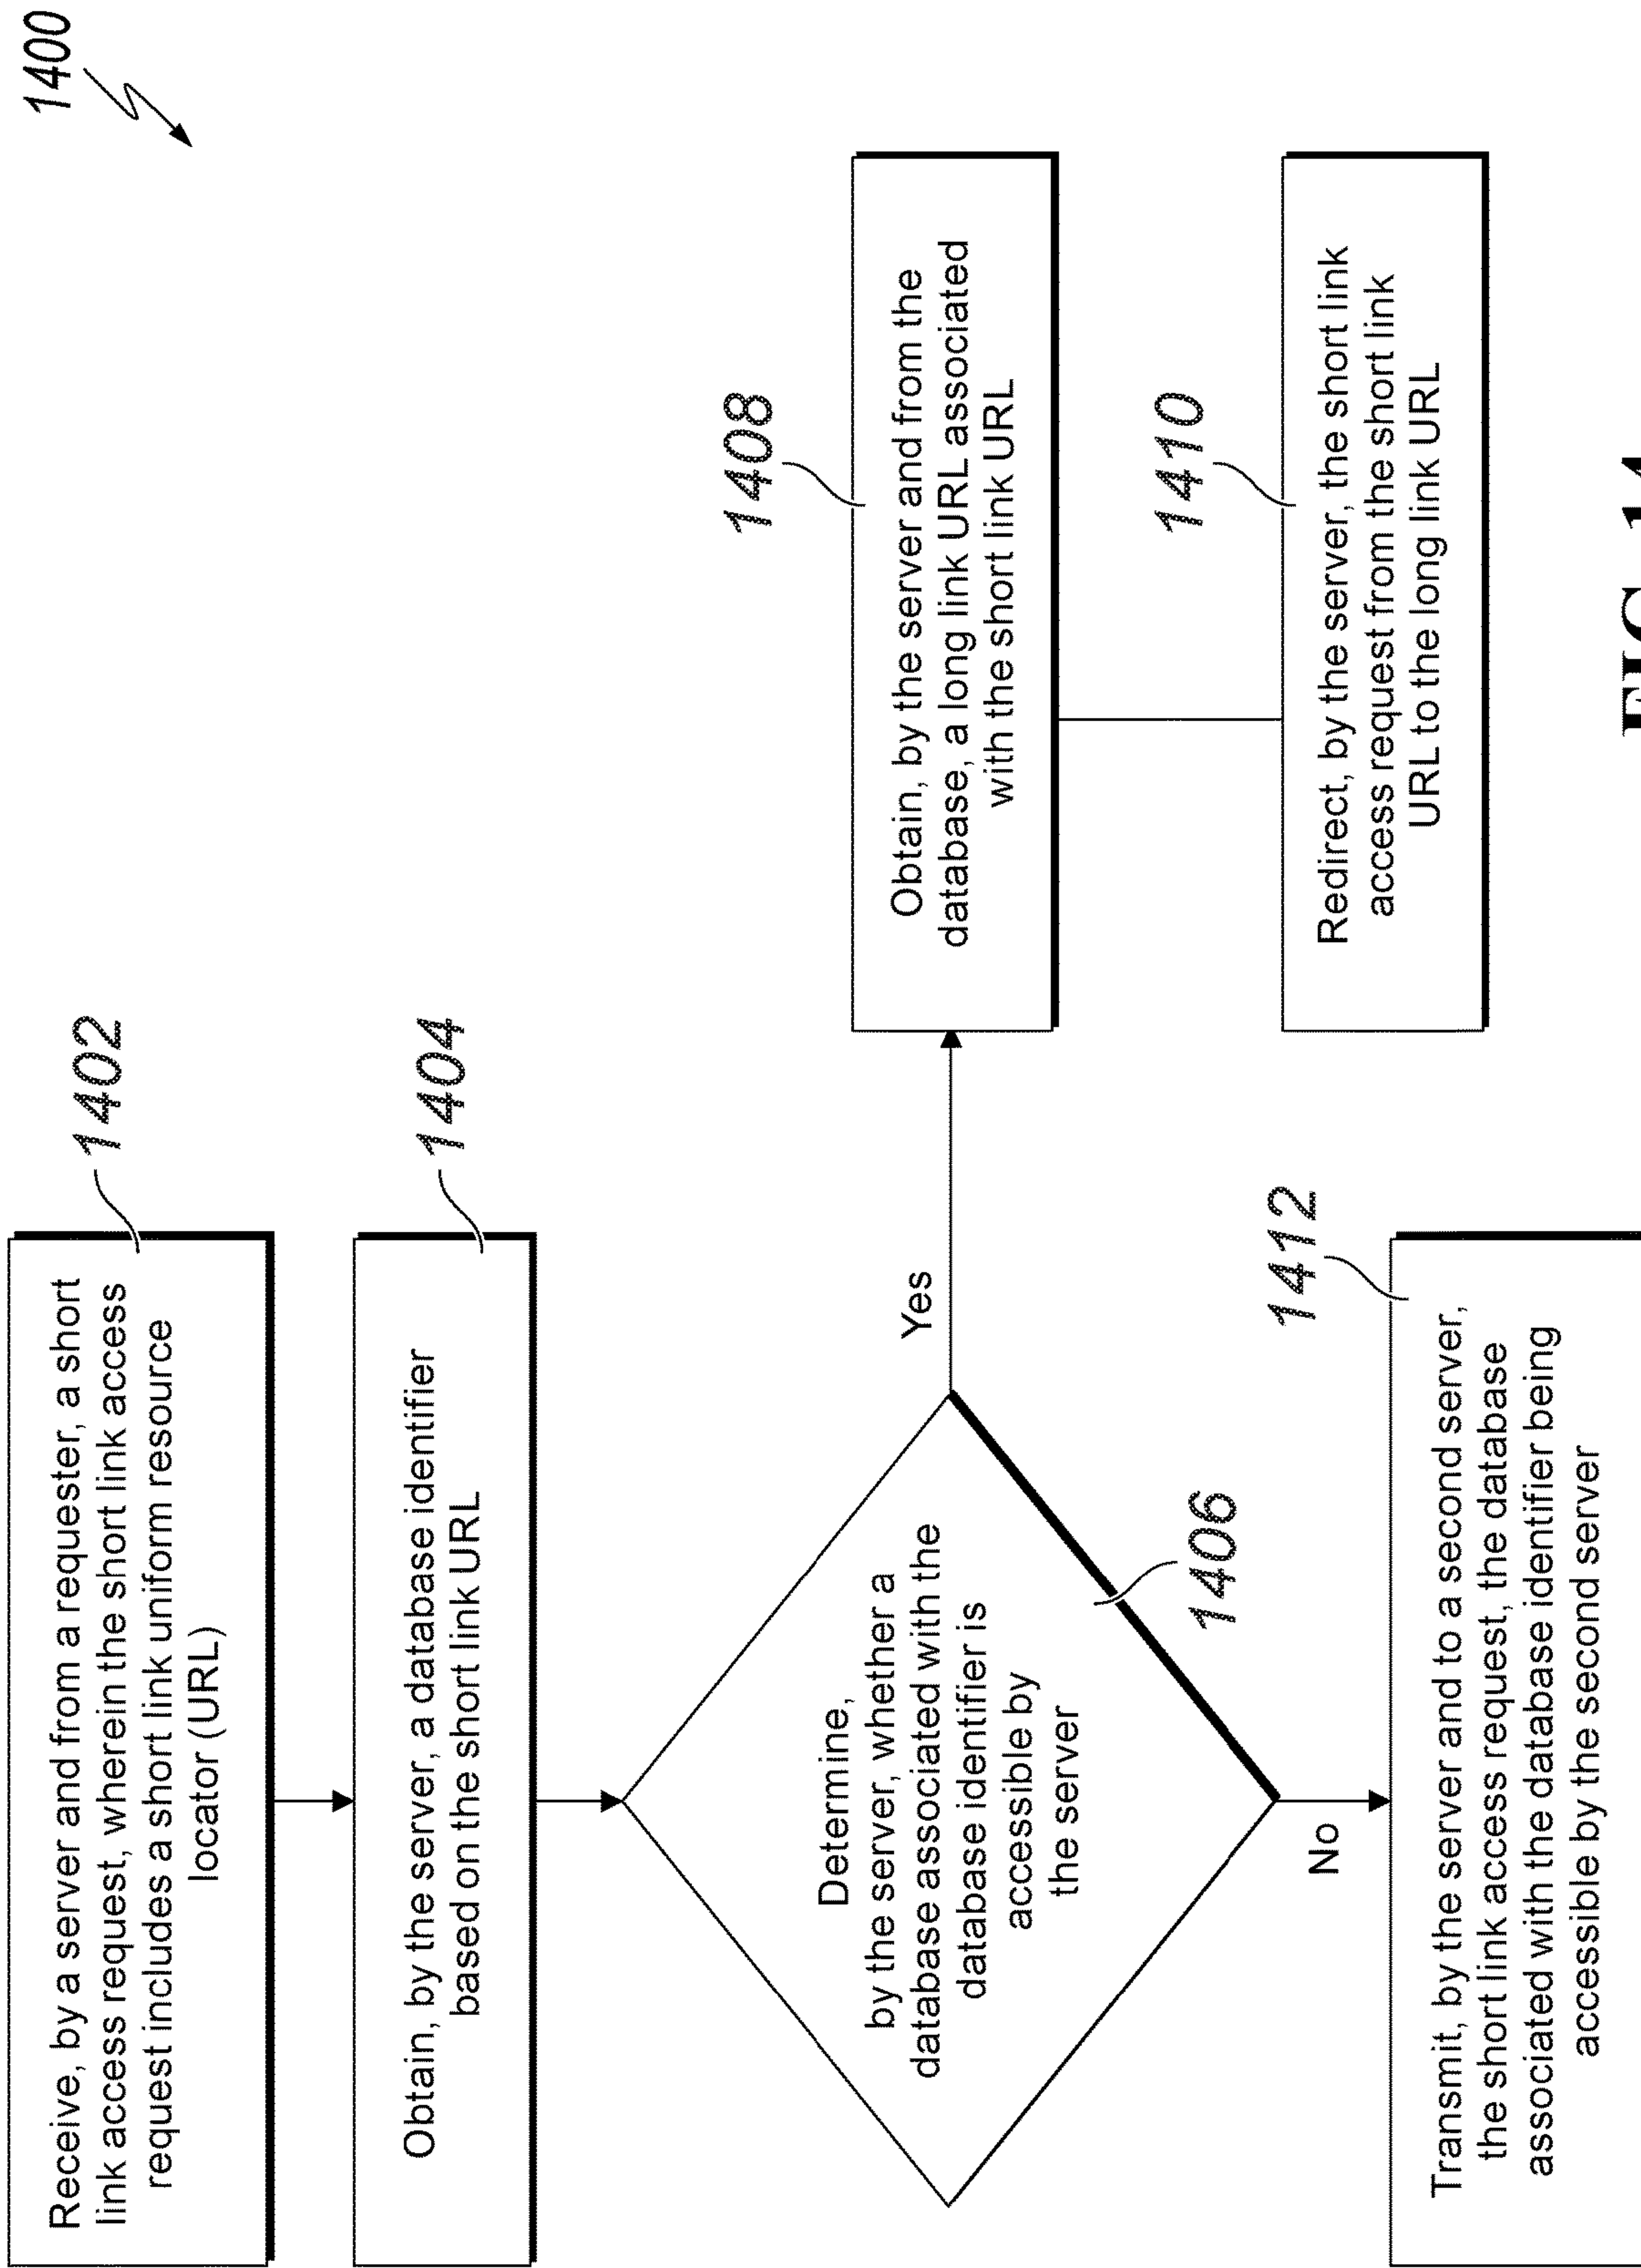 1400
Receive, by a server and from a requester, a short
link access request, wherein the short link access
request includes a short link uniform resource
locator (URL)
1402
Obtain, by the server, a database identifier
based on the short link URL
1404
Determine,
by the server, whether a
database associated with the
database identifier is
accessible by
the server
1406
Yes
Obtain, by the server and from the
database, a long link URL associated
with the short link URL
1408
Redirect, by the server, the short link
access request from the short link
URL to the long link URL
1410
No
Transmit, by the server and to a second server,
the short link access request, the database
associated with the database identifier being
accessible by the second server
1412
FIG. 14